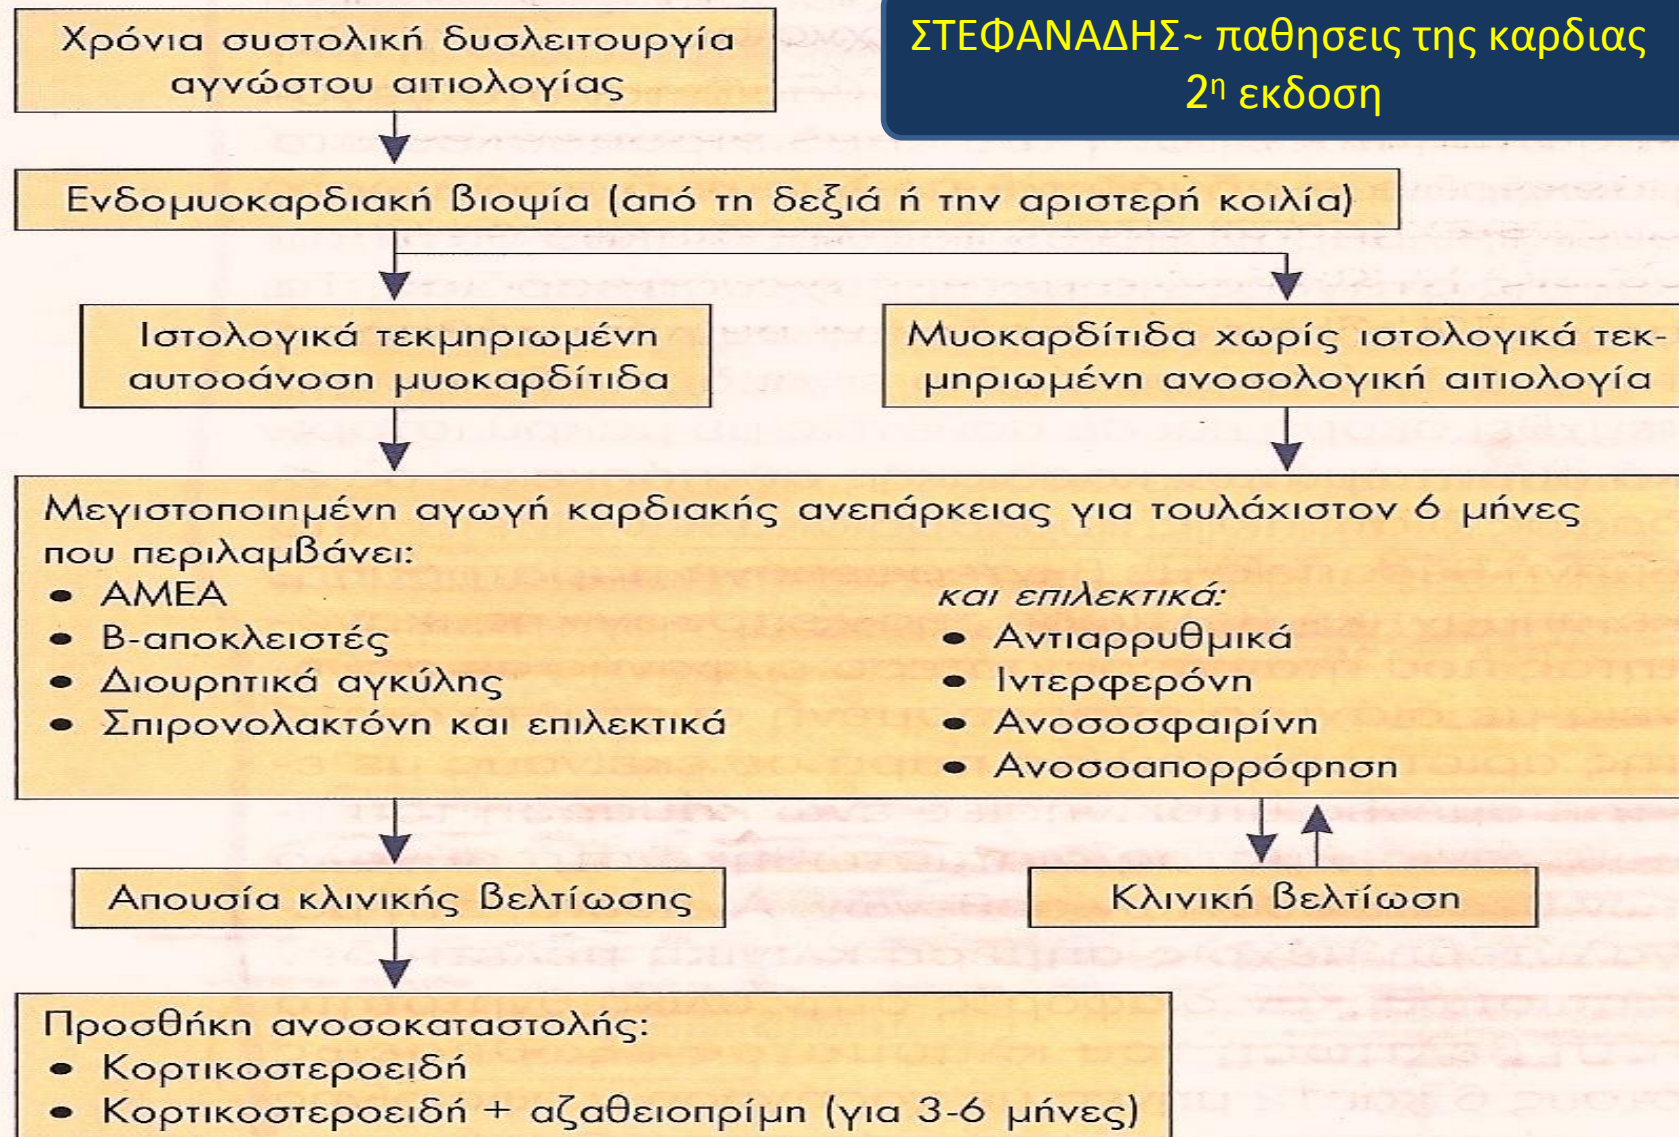 ΣΤΕΦΑΝΑΔΗΣ~ παθησεις της καρδιας
2η εκδοση
Χρόνια συστολική δυσλειτουργία
αγνώστου αιτιολογίας
Ενδομυοκαρδιακή βιοψία (από τη δεξιά ή την αριστερή κοιλία)
Ιστολογικά τεκμηριωμένη
αυτοοάνοση μυοκαρδίτιδα
Μυοκαρδίτιδα χωρίς ιστολογικά τεκ-
μηριωμένη ανοσολογική αιτιολογία
Μεγιστοποιημένη αγωγή καρδιακής ανεπάρκειας για τουλάχιστον 6 μήνες
που περιλαμβάνει:
• ΑΜΕΑ
• Β-αποκλειστές
• Διουρητικά αγκύλης
• Σπιρονολακτόνη και επιλεκτικά
και επιλεκτικά:
• Αντιαρρυθμικά
• Ιντερφερόνη
• Ανοσοσφαιρίνη
• Ανοσοαπορρόφηση
Απουσία κλινικής βελτίωσης
Κλινική βελτίωση
Προσθήκη ανοσοκαταστολής:
• Κορτικοστεροειδή
• Κορτικοστεροειδή + αζαθειοπρίμη (για 3-6 μήνες)